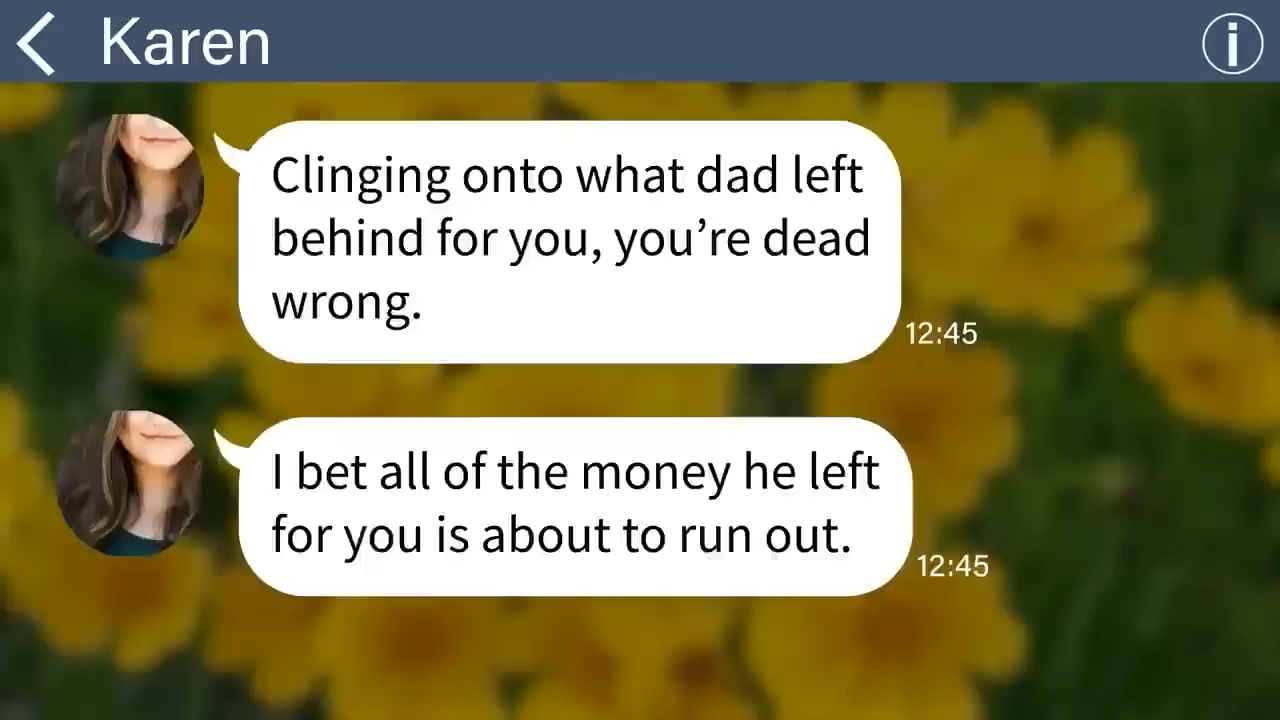 Karen
Clinging onto what dad left
behind for you, you’re dead
wrong.
12:45
I bet all of the money he left
for you is about to run out.
12:45